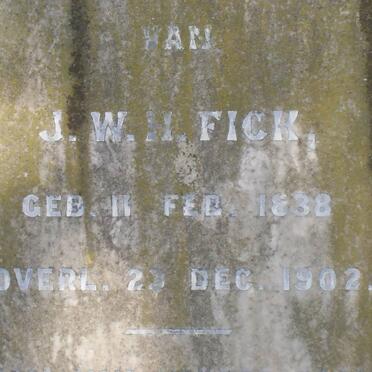 VAN
J. W. H. FICK,
GEB. 11 FEB. 1838
OVERL. 23 DEC. 1902.